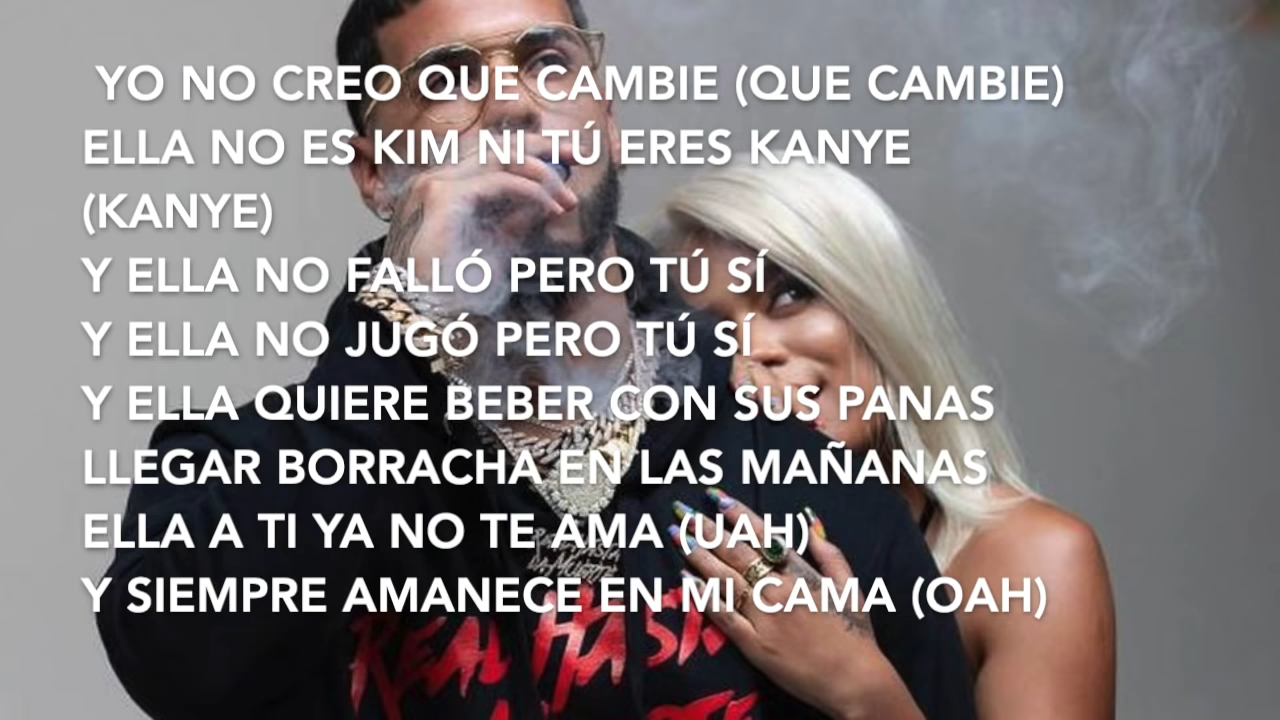 YO NO CREO QUE CAMBIE (QUE CAMBIE)
ELLA NO ES KIM NI TÚ ERES KANYE
(KANYE)
Y ELLA NO FALLÓ PERO TÚ SÍ
Y ELLA NO JUGÓ PERO TÚ SÍ
Y ELLA QUIERE BEBER CON SUS PANAS
LLEGAR BORRACHA EN LAS MAÑANAS
ELLA A TI YA NO TE AMA (UAH)
Y SIEMPRE AMANECE EN MI CAMA (OAH)
REAL HASTA